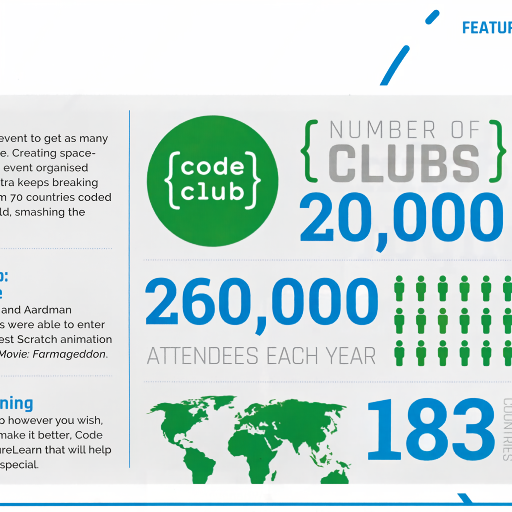 FEATUR
event to get as many
e. Creating space-
event organised
tra keeps breaking
m 70 countries coded
ld, smashing the
o:
e
and Aardman
s were able to enter
est Scratch animation
Movie: Farmageddon.
ning
o however you wish,
make it better, Code
reLearn that will help
special.
{code
club}
{NUMBER OF
CLUBS}
20,000
260,000
ATTENDEES EACH YEAR
183
COUNTRIES